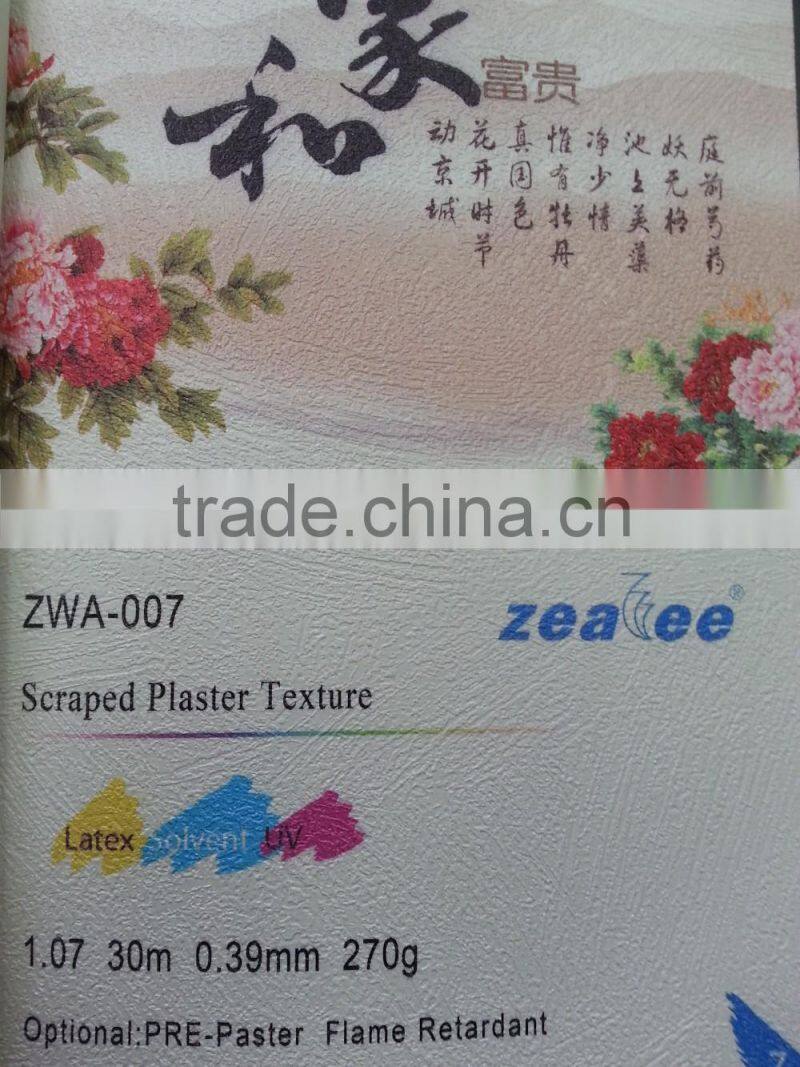 家和
富贵
庭前芍药
妖无格
池上芙蕖
净少情
惟有牡丹
真国色
花开时节
动京城
trade.china.cn
ZWA-007
zealee®
Scraped Plaster Texture
Latex Solvent UV
1.07 30m 0.39mm 270g
Optional:PRE-Paster Flame Retardant